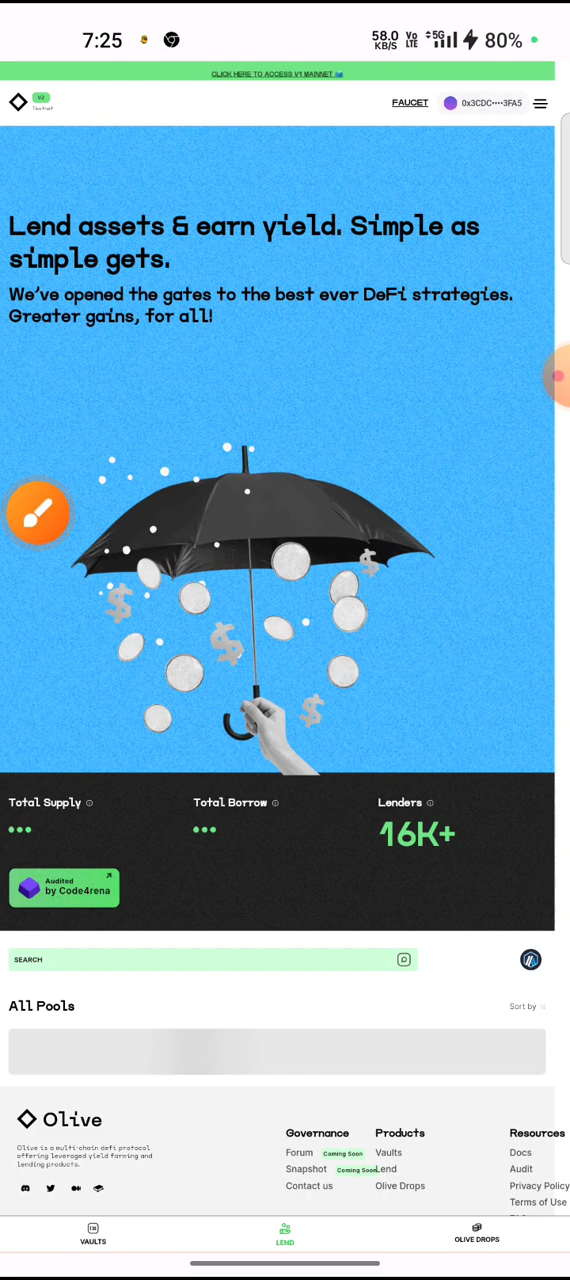 7:25
58.0 KB/S Vo LTE 5G 80%
CLICK HERE TO ACCESS V1 MAINNET
V2
Testnet
FAUCET
0x3CDC····3FA5
Lend assets & earn yield. Simple as
simple gets.
We've opened the gates to the best ever DeFi strategies.
Greater gains, for all!
Total Supply
Total Borrow
Lenders
16K+
Audited
by Code4rena
SEARCH
All Pools
Sort by
Olive
Olive is a multi-chain defi protocol
offering leveraged yield farming and
lending products.
Governance
Forum Coming Soon
Snapshot Coming Soon
Contact us
Products
Vaults
Lend
Olive Drops
Resources
Docs
Audit
Privacy Policy
Terms of Use
VAULTS
LEND
OLIVE DROPS